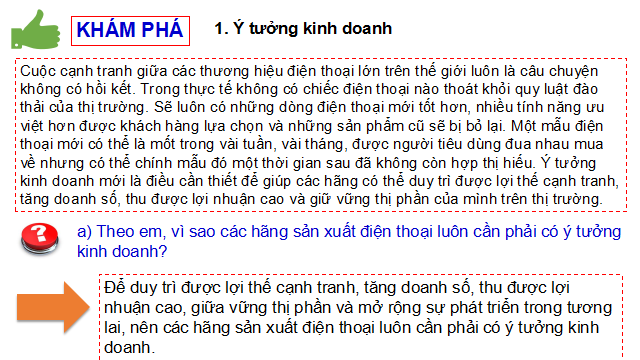 KHÁM PHÁ
1. Ý tưởng kinh doanh
Cuộc cạnh tranh giữa các thương hiệu điện thoại lớn trên thế giới luôn là câu chuyện
không có hồi kết. Trong thực tế không có chiếc điện thoại nào thoát khỏi quy luật đào
thải của thị trường. Sẽ luôn có những dòng điện thoại mới tốt hơn, nhiều tính năng ưu
việt hơn được khách hàng lựa chọn và những sản phẩm cũ sẽ bị bỏ lại. Một mẫu điện
thoại mới có thể là mốt trong vài tuần, vài tháng, được người tiêu dùng đua nhau mua
về nhưng có thể chính mẫu đó một thời gian sau đã không còn hợp thị hiếu. Ý tưởng
kinh doanh mới là điều cần thiết để giúp các hãng có thể duy trì được lợi thế cạnh tranh,
tăng doanh số, thu được lợi nhuận cao và giữ vững thị phần của mình trên thị trường.
a) Theo em, vì sao các hãng sản xuất điện thoại luôn cần phải có ý tưởng
kinh doanh?
Để duy trì được lợi thế cạnh tranh, tăng doanh số, thu được lợi
nhuận cao, giữa vững thị phần và mở rộng sự phát triển trong tương
lai, nên các hãng sản xuất điện thoại luôn cần phải có ý tưởng kinh
doanh.